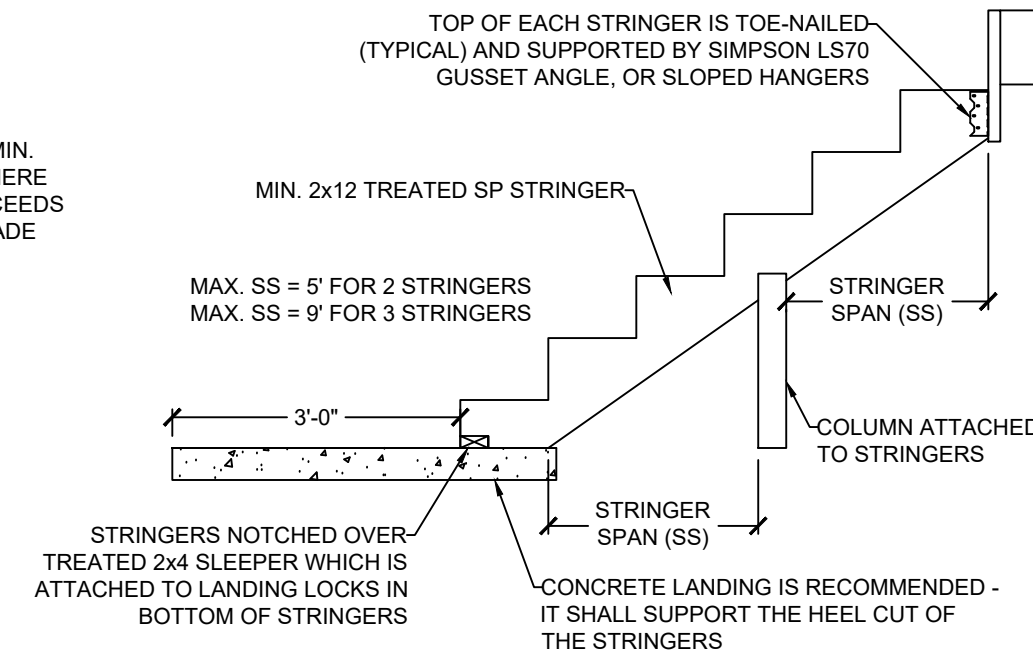 TOP OF EACH STRINGER IS TOE-NAILED
(TYPICAL) AND SUPPORTED BY SIMPSON LS70
GUSSET ANGLE, OR SLOPED HANGERS
MIN.
CEEDS
ADE
MIN. 2x12 TREATED SP STRINGER
MAX. SS = 5' FOR 2 STRINGERS
MAX. SS = 9' FOR 3 STRINGERS
STRINGER
SPAN (SS)
3'-0"
COLUMN ATTACHED
TO STRINGERS
STRINGER
SPAN (SS)
STRINGERS NOTCHED OVER
TREATED 2x4 SLEEPER WHICH IS
ATTACHED TO LANDING LOCKS IN
BOTTOM OF STRINGERS
CONCRETE LANDING IS RECOMMENDED -
IT SHALL SUPPORT THE HEEL CUT OF
THE STRINGERS